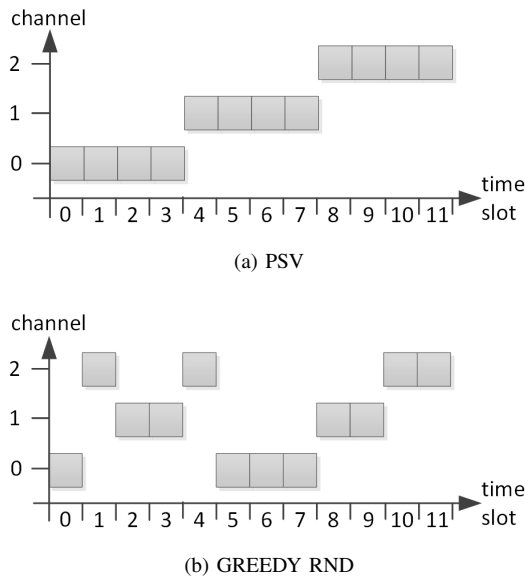 channel
2
1
0
time
slot
0 1 2 3 4 5 6 7 8 9 10 11
(a) PSV
channel
2
1
0
time
slot
0 1 2 3 4 5 6 7 8 9 10 11
(b) GREEDY RND